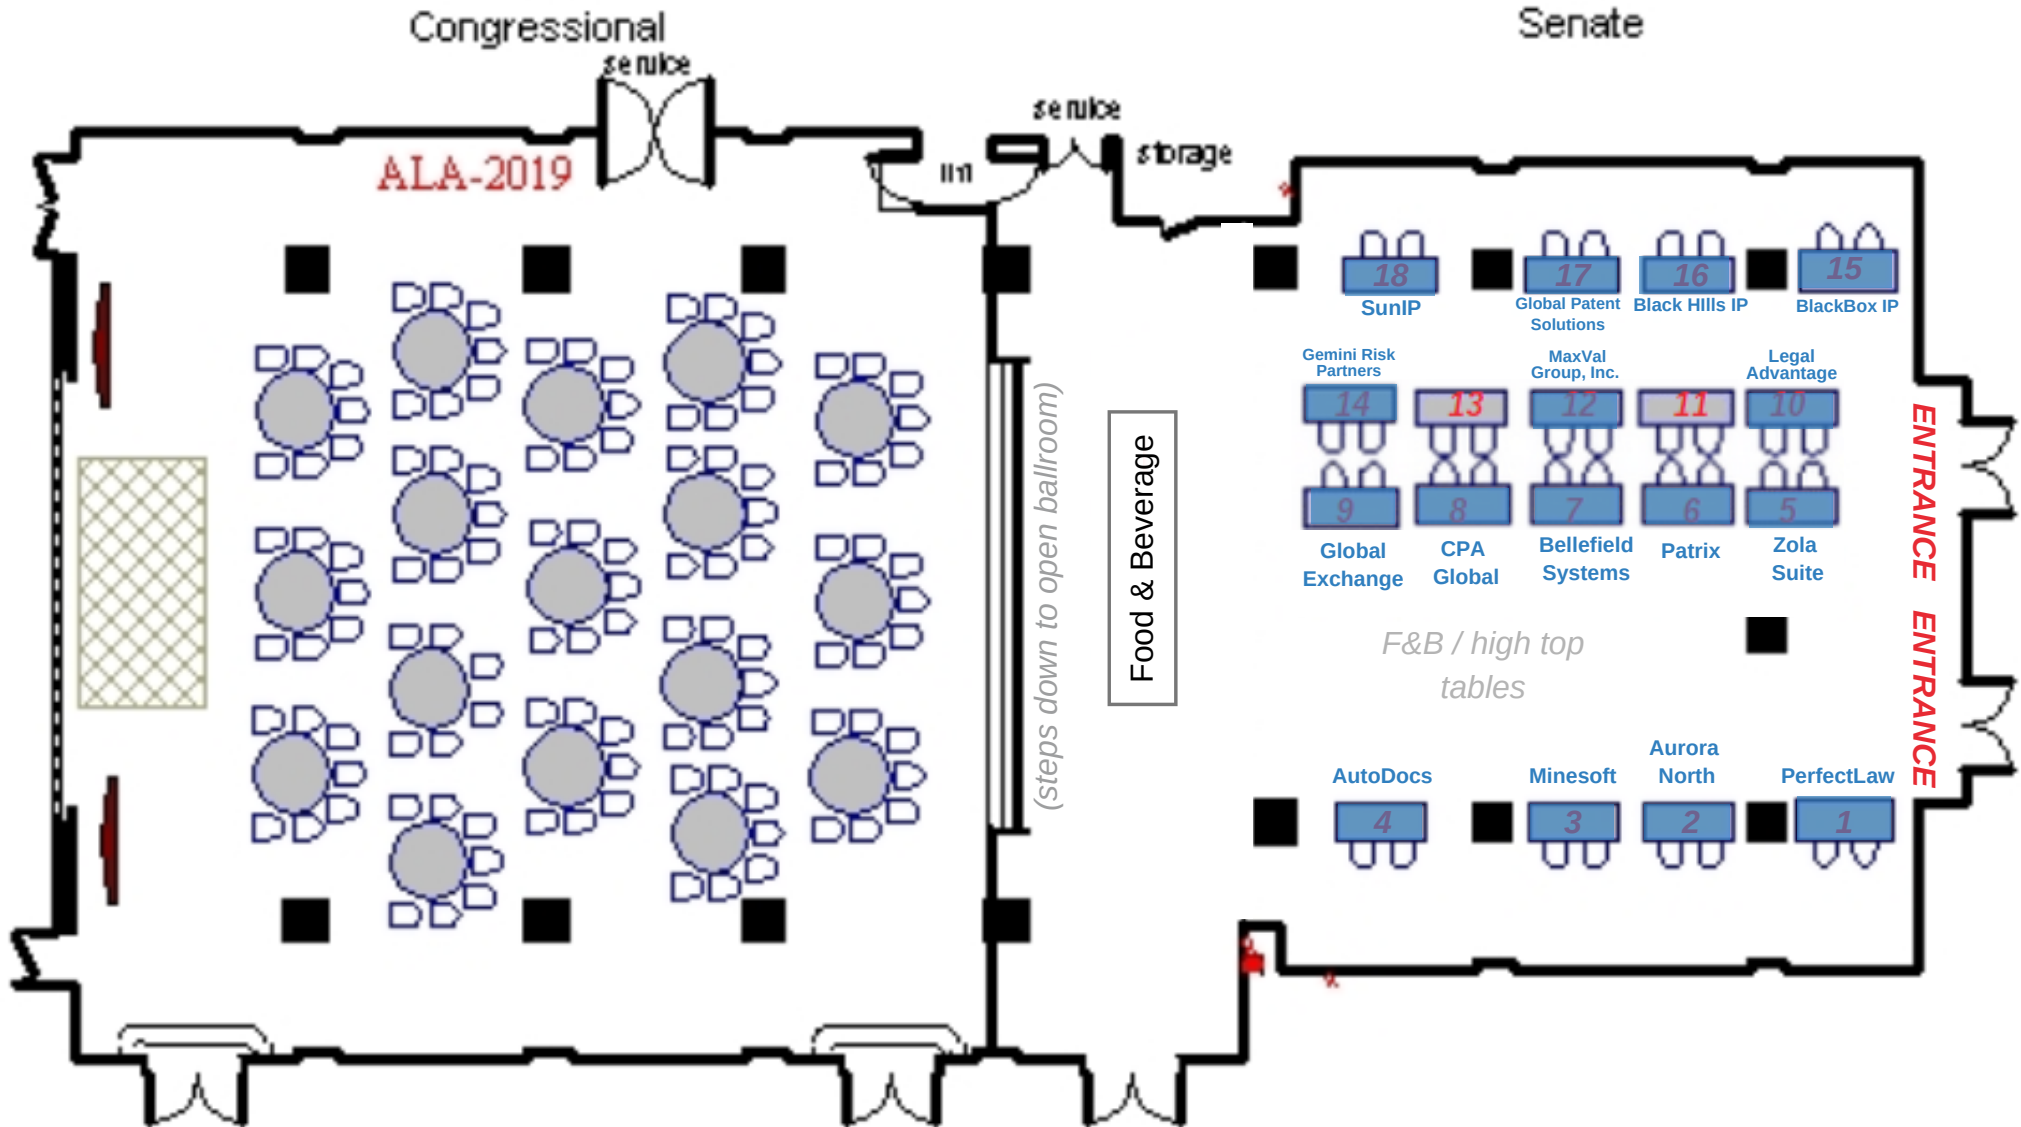 Congressional
Senate
service
service
storage
ALA-2019
18
17
16
15
SunIP
Global Patent
Solutions
Black HIlls IP
BlackBox IP
Gemini Risk
Partners
MaxVal
Group, Inc.
Legal
Advantage
14
13
12
11
10
9
8
7
6
5
Global
Exchange
CPA
Global
Bellefield
Systems
Patrix
Zola
Suite
ENTRANCE
ENTRANCE
(steps down to open ballroom)
Food & Beverage
F&B / high top
tables
AutoDocs
Minesoft
Aurora
North
PerfectLaw
4
3
2
1